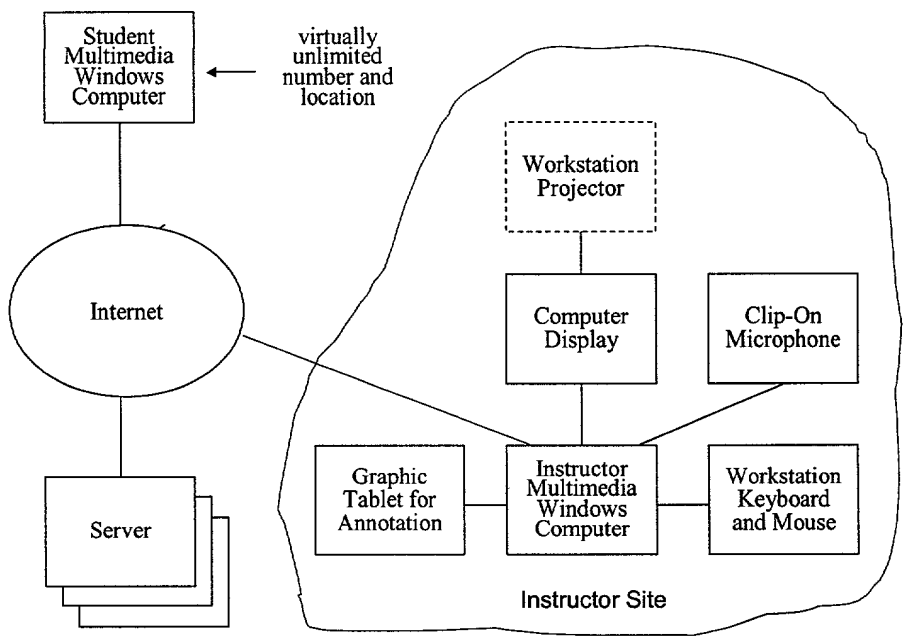 Student
Multimedia
Windows
Computer
virtually
unlimited
number and
location
Workstation
Projector
Internet
Computer
Display
Clip-On
Microphone
Graphic
Tablet for
Annotation
Instructor
Multimedia
Windows
Computer
Workstation
Keyboard
and Mouse
Server
Instructor Site